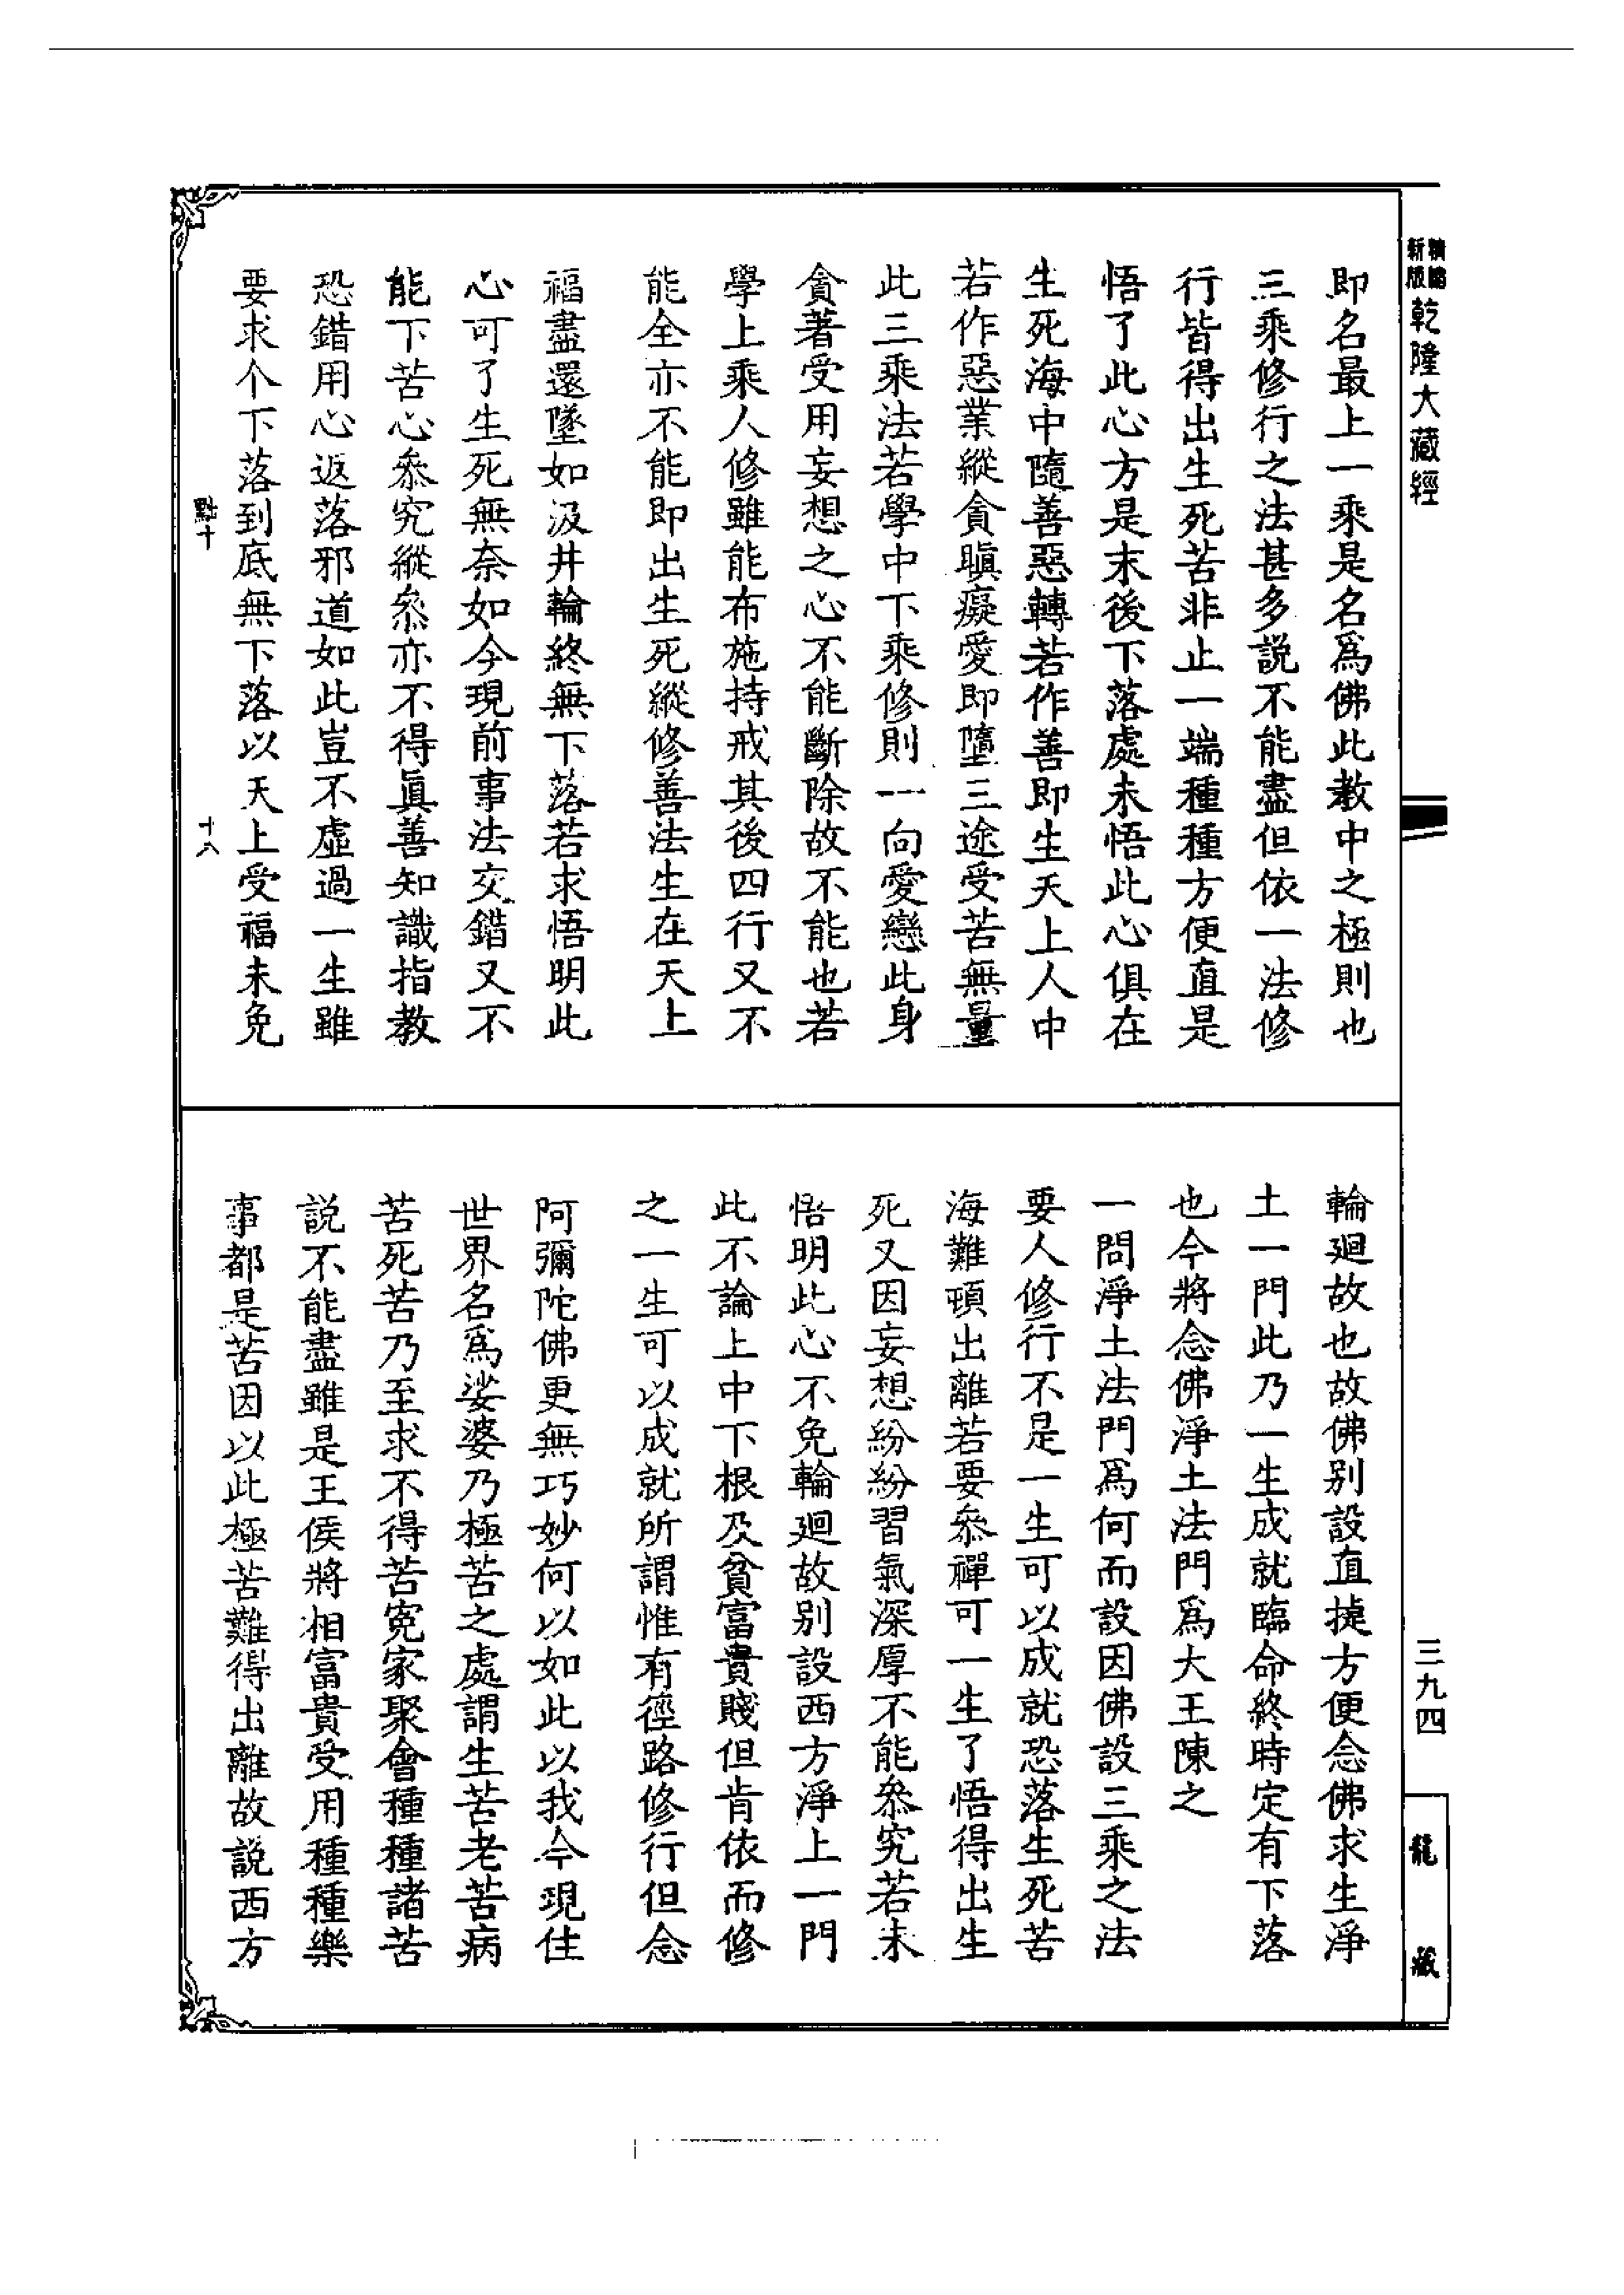 新版精縮乾隆大藏經
即名最上一乘是名爲佛此教中之極則也
三乘修行之法甚多説不能盡但依一法修
行皆得出生死苦非止一端種種方便直是
悟了此心方是末後下落處未悟此心俱在
生死海中隨善惡轉若作善即生天上人中
若作惡業縱貪瞋癡愛即墮三途受苦無量
此三乘法若學中下乘修則一向愛戀此身
貪著受用妄想之心不能斷除故不能也若
學上乘人修雖能布施持戒其後四行又不
能全亦不能即出生死縱修善法生在天上
福盡還墜如汲井輪終無下落若求悟明此
心可了生死無奈如今現前事法交錯又不
能下苦心叅究縱叅亦不得眞善知識指教
恐錯用心返落邪道如此豈不虛過一生雖
要求个下落到底無下落以天上受福未免
點十
十八
輪廻故也故佛别設直捷方便念佛求生淨
土一門此乃一生成就臨命終時定有下落
也今將念佛淨土法門爲大王陳之
一問淨土法門爲何而設因佛設三乘之法
要人修行不是一生可以成就恐落生死苦
海難頓出離若要叅禪可一生了悟得出生
死又因妄想紛紛習氣深厚不能叅究若未
悟明此心不免輪廻故别設西方淨土一門
此不論上中下根及貧富貴賤但肯依而修
之一生可以成就所謂惟有徑路修行但念
阿彌陀佛更無巧妙何以如此以我今現住
世界名爲娑婆乃極苦之處謂生苦老苦病
苦死苦乃至求不得苦寃家聚會種種諸苦
説不能盡雖是王侯將相富貴受用種種樂
事都是苦因以此極苦難得出離故説西方
三九四
龍藏